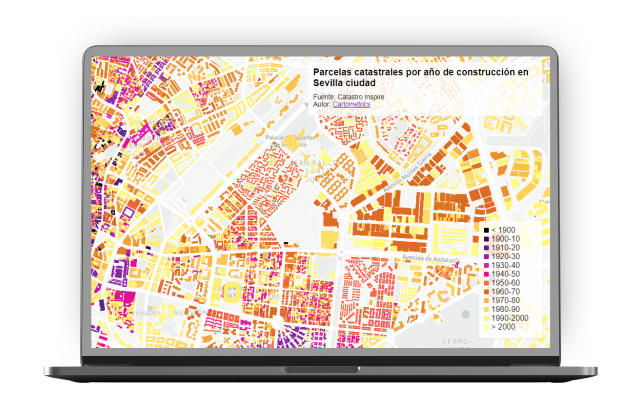 Parcelas catastrales por año de construcción en
Sevilla ciudad
Fuente: Catastro Inspire
Autor: Cartometrics
Avenida de Andalucía
< 1900
1900-10
1910-20
1920-30
1930-40
1940-50
1950-60
1960-70
1970-80
1980-90
1990-2000
> 2000
CERRO-